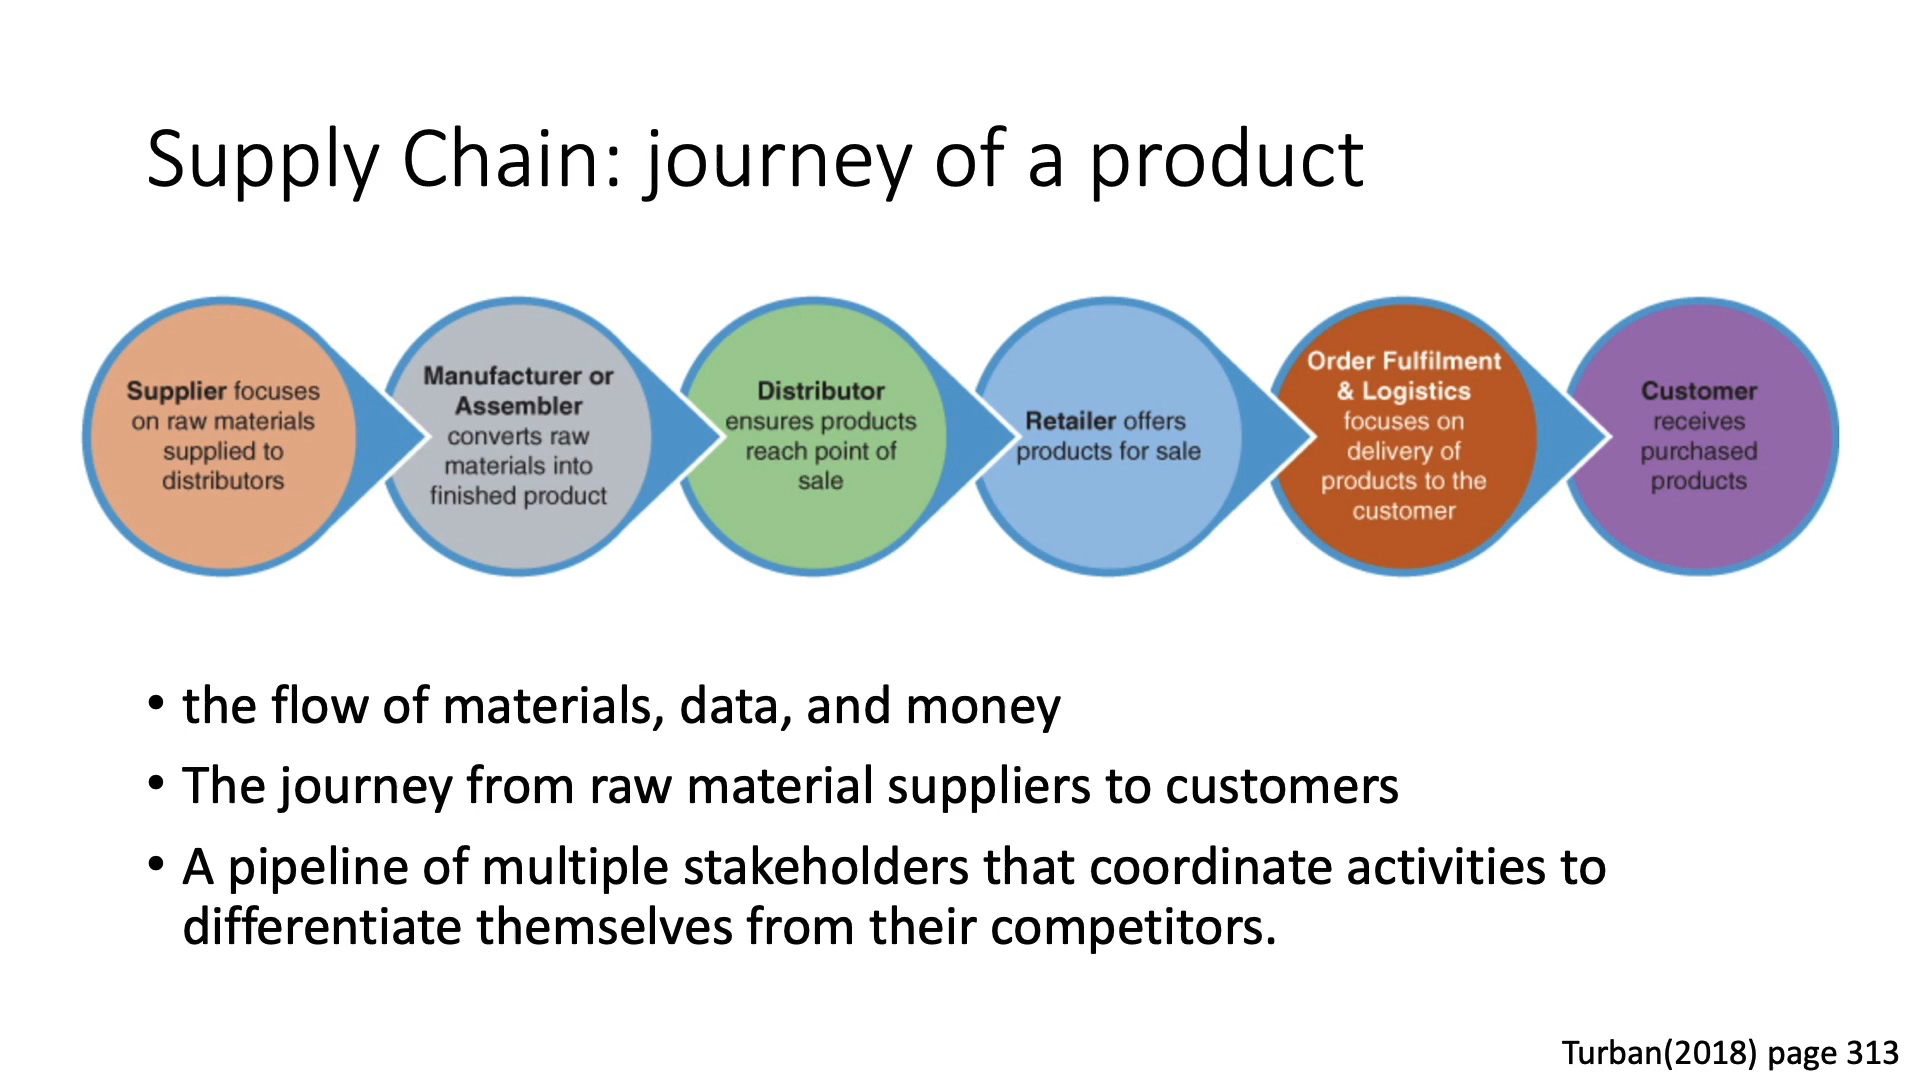 Supply Chain: journey of a product
Supplier focuses
on raw materials
supplied to
distributors
Manufacturer or
Assembler
converts raw
materials into
finished product
Distributor
ensures products
reach point of
sale
Retailer offers
products for sale
Order Fulfilment
& Logistics
focuses on
delivery of
products to the
customer
Customer
receives
purchased
products
• the flow of materials, data, and money
• The journey from raw material suppliers to customers
• A pipeline of multiple stakeholders that coordinate activities to
differentiate themselves from their competitors.
Turban(2018) page 313